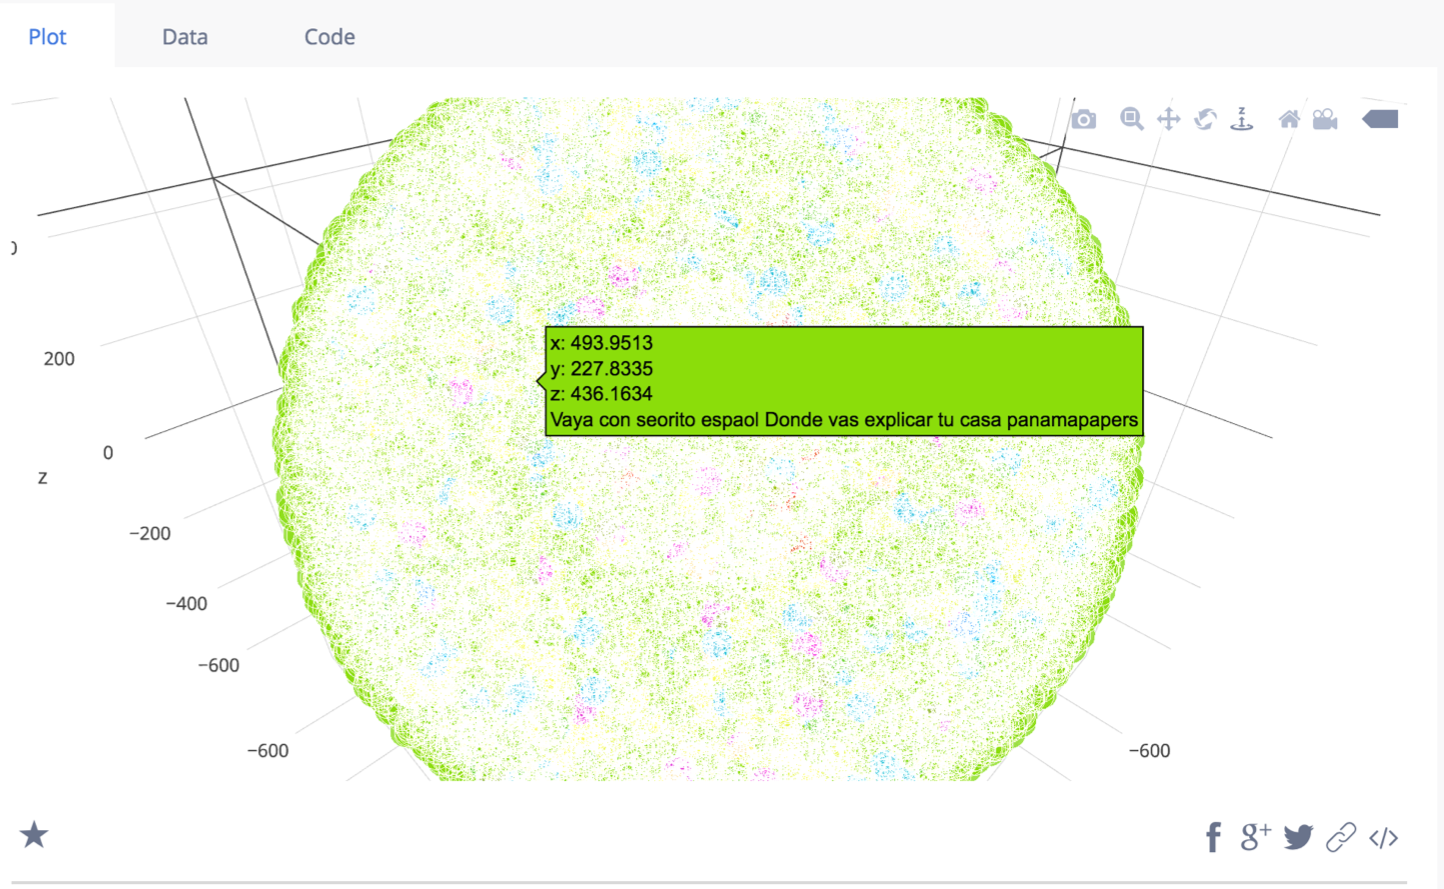 Plot
Data
Code
z
0
200
0
z
−200
−400
−600
−600
−600
x: 493.9513
y: 227.8335
z: 436.1634
Vaya con seorito espaol Donde vas explicar tu casa panamapapers
f
g+